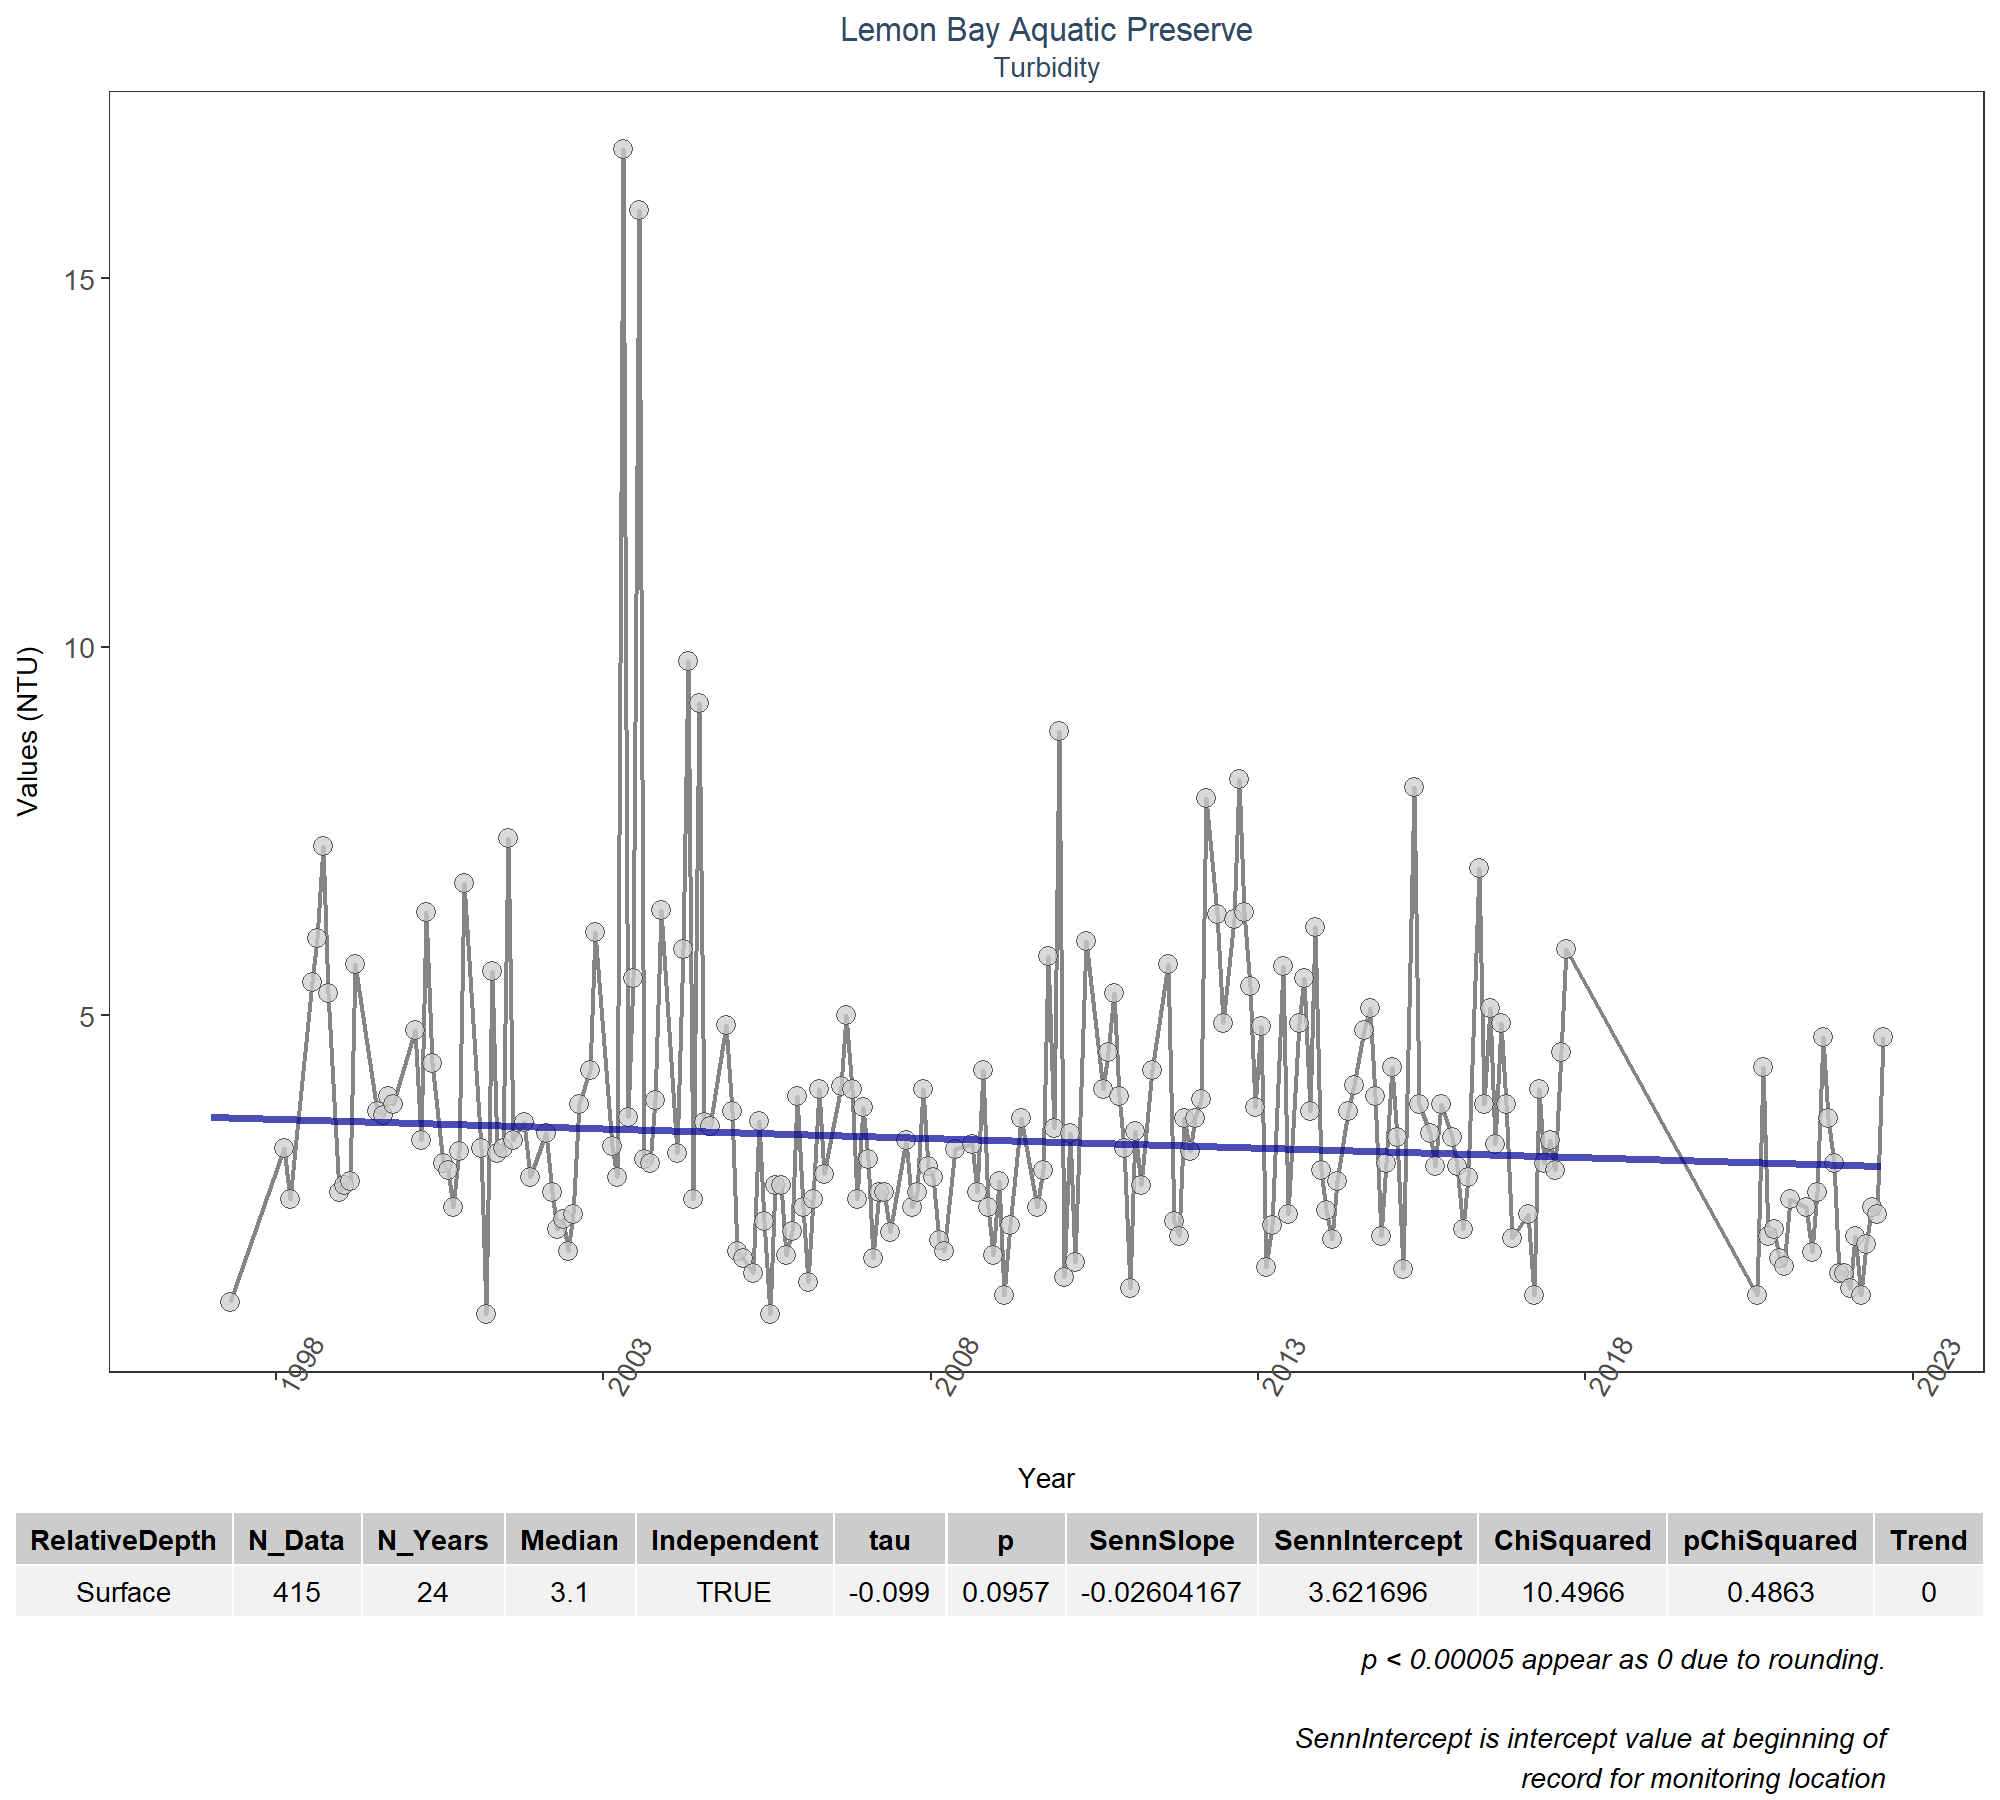 Lemon Bay Aquatic Preserve
Turbidity
Values (NTU)
15
10
5
1998 2003 2008 2013 2018 2023
Year
RelativeDepth N_Data N_Years Median Independent tau p SennSlope SennIntercept ChiSquared pChiSquared Trend
Surface 415 24 3.1 TRUE -0.099 0.0957 -0.02604167 3.621696 10.4966 0.4863 0
p < 0.00005 appear as 0 due to rounding.
SennIntercept is intercept value at beginning of
record for monitoring location